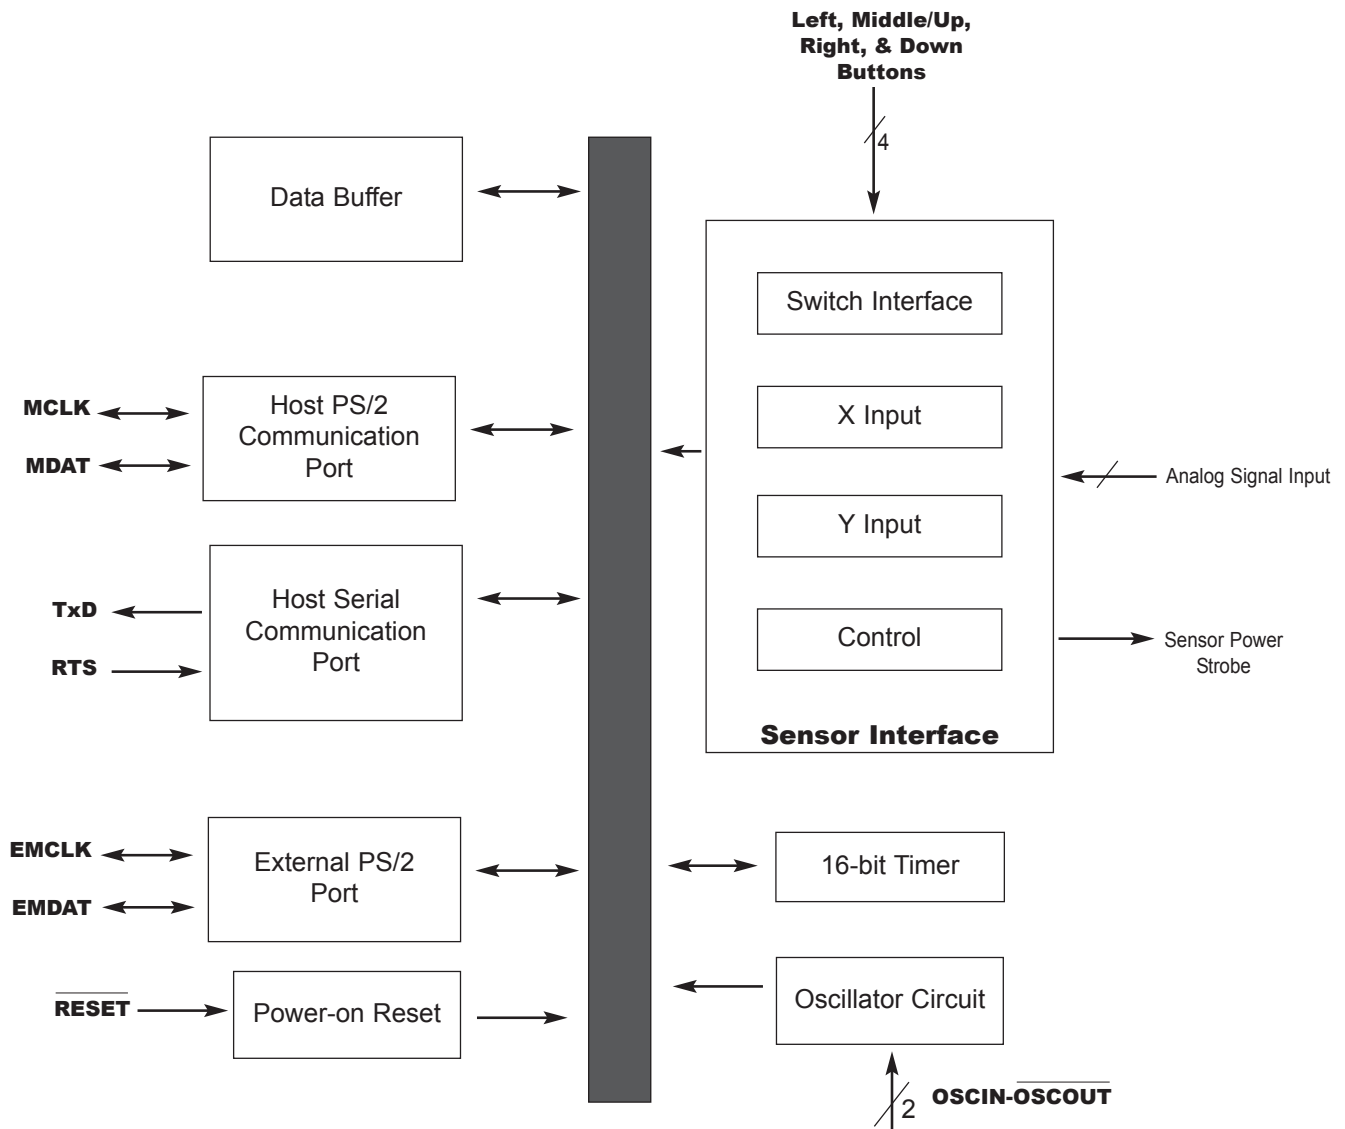 Left, Middle/Up,
Right, & Down
Buttons
4
Data Buffer
Switch Interface
MCLK
MDAT
Host PS/2
Communication
Port
X Input
Analog Signal Input
Y Input
TxD
RTS
Host Serial
Communication
Port
Control
Sensor Power
Strobe
Sensor Interface
EMCLK
EMDAT
External PS/2
Port
16-bit Timer
RESET
Power-on Reset
Oscillator Circuit
2
OSCIN-OSCOUT